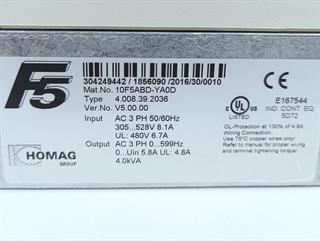 F5
304249442 / 1856090 /2016/30/0010
Mat.No. 10F5ABD-YA0D
Type 4.008.39.2036
Ver.No. V5.00.00
Input AC 3 PH 50/60Hz
305...528V 8.1A
UL: 480V 6.7A
Output AC 3 PH 0...599Hz
0...Uin 5.8A UL: 4.8A
4.0kVA
HOMAG
GROUP
C UL US
LISTED
E167544
IND. CONT. EQ.
5D72
OL-Protection at 130% of 4.8A
Wiring Connection:
Use 75°C copper wires only!
Refer to manual for proper wiring
and terminal tightening torque!